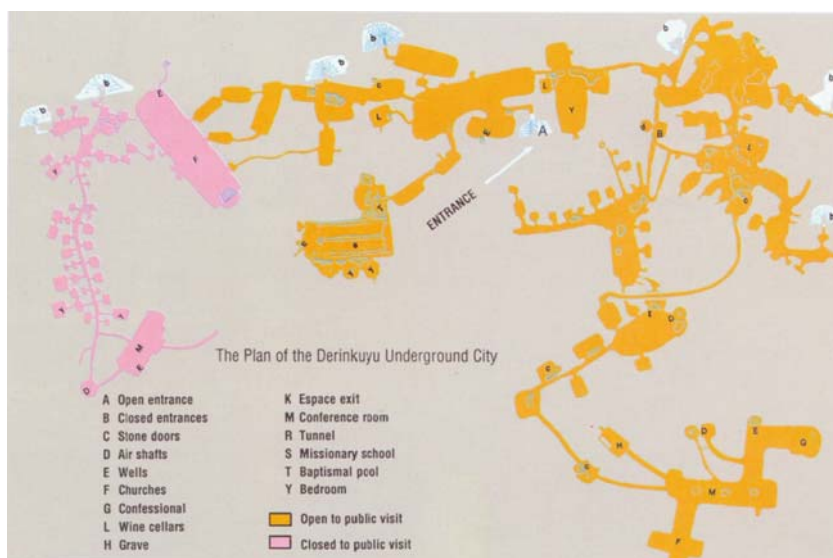 ENTRANCE
A
The Plan of the Derinkuyu Underground City
A Open entrance
B Closed entrances
C Stone doors
D Air shafts
E Wells
F Churches
G Confessional
L Wine cellars
H Grave
K Espace exit
M Conference room
R Tunnel
S Missionary school
T Baptismal pool
Y Bedroom
Open to public visit
Closed to public visit